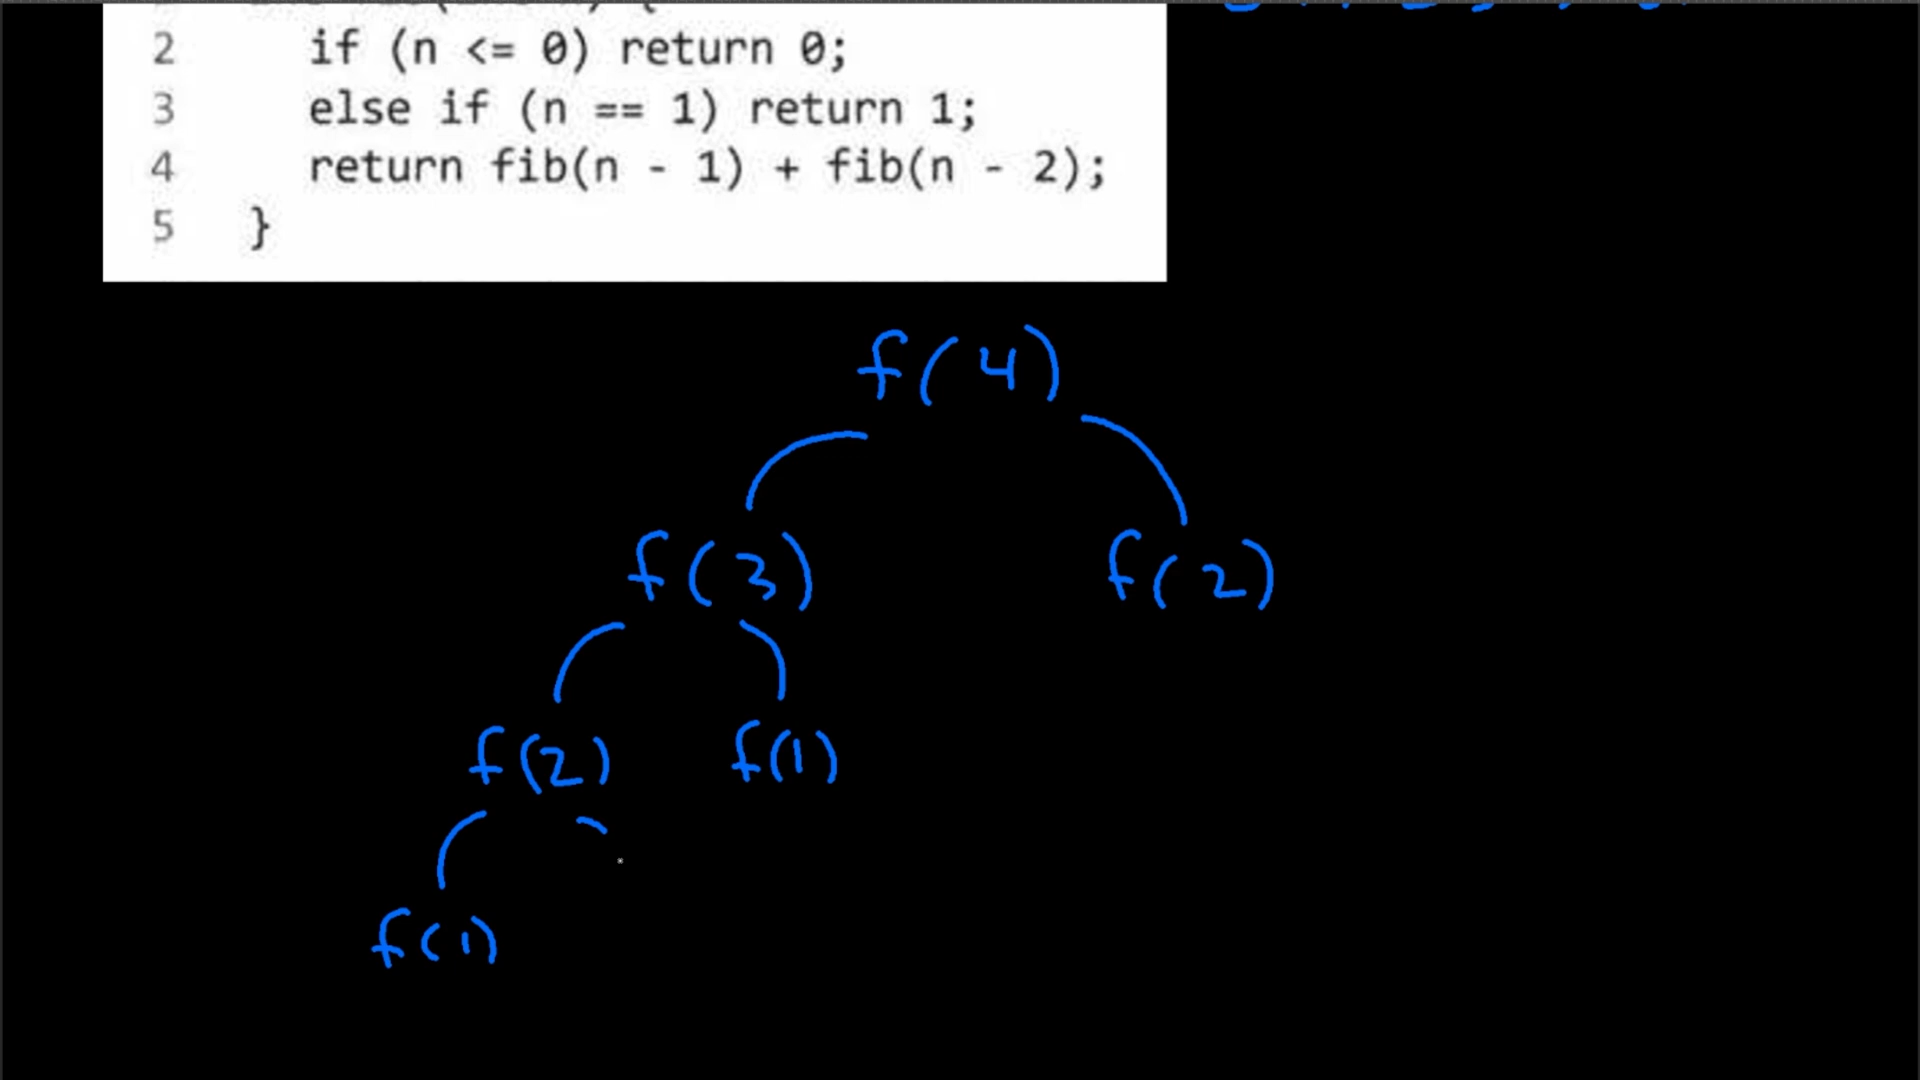 2 if (n <= 0) return 0;
3 else if (n == 1) return 1;
4 return fib(n - 1) + fib(n - 2);
5 }
f(4)
f(3) f(2)
f(2) f(1)
f(1)